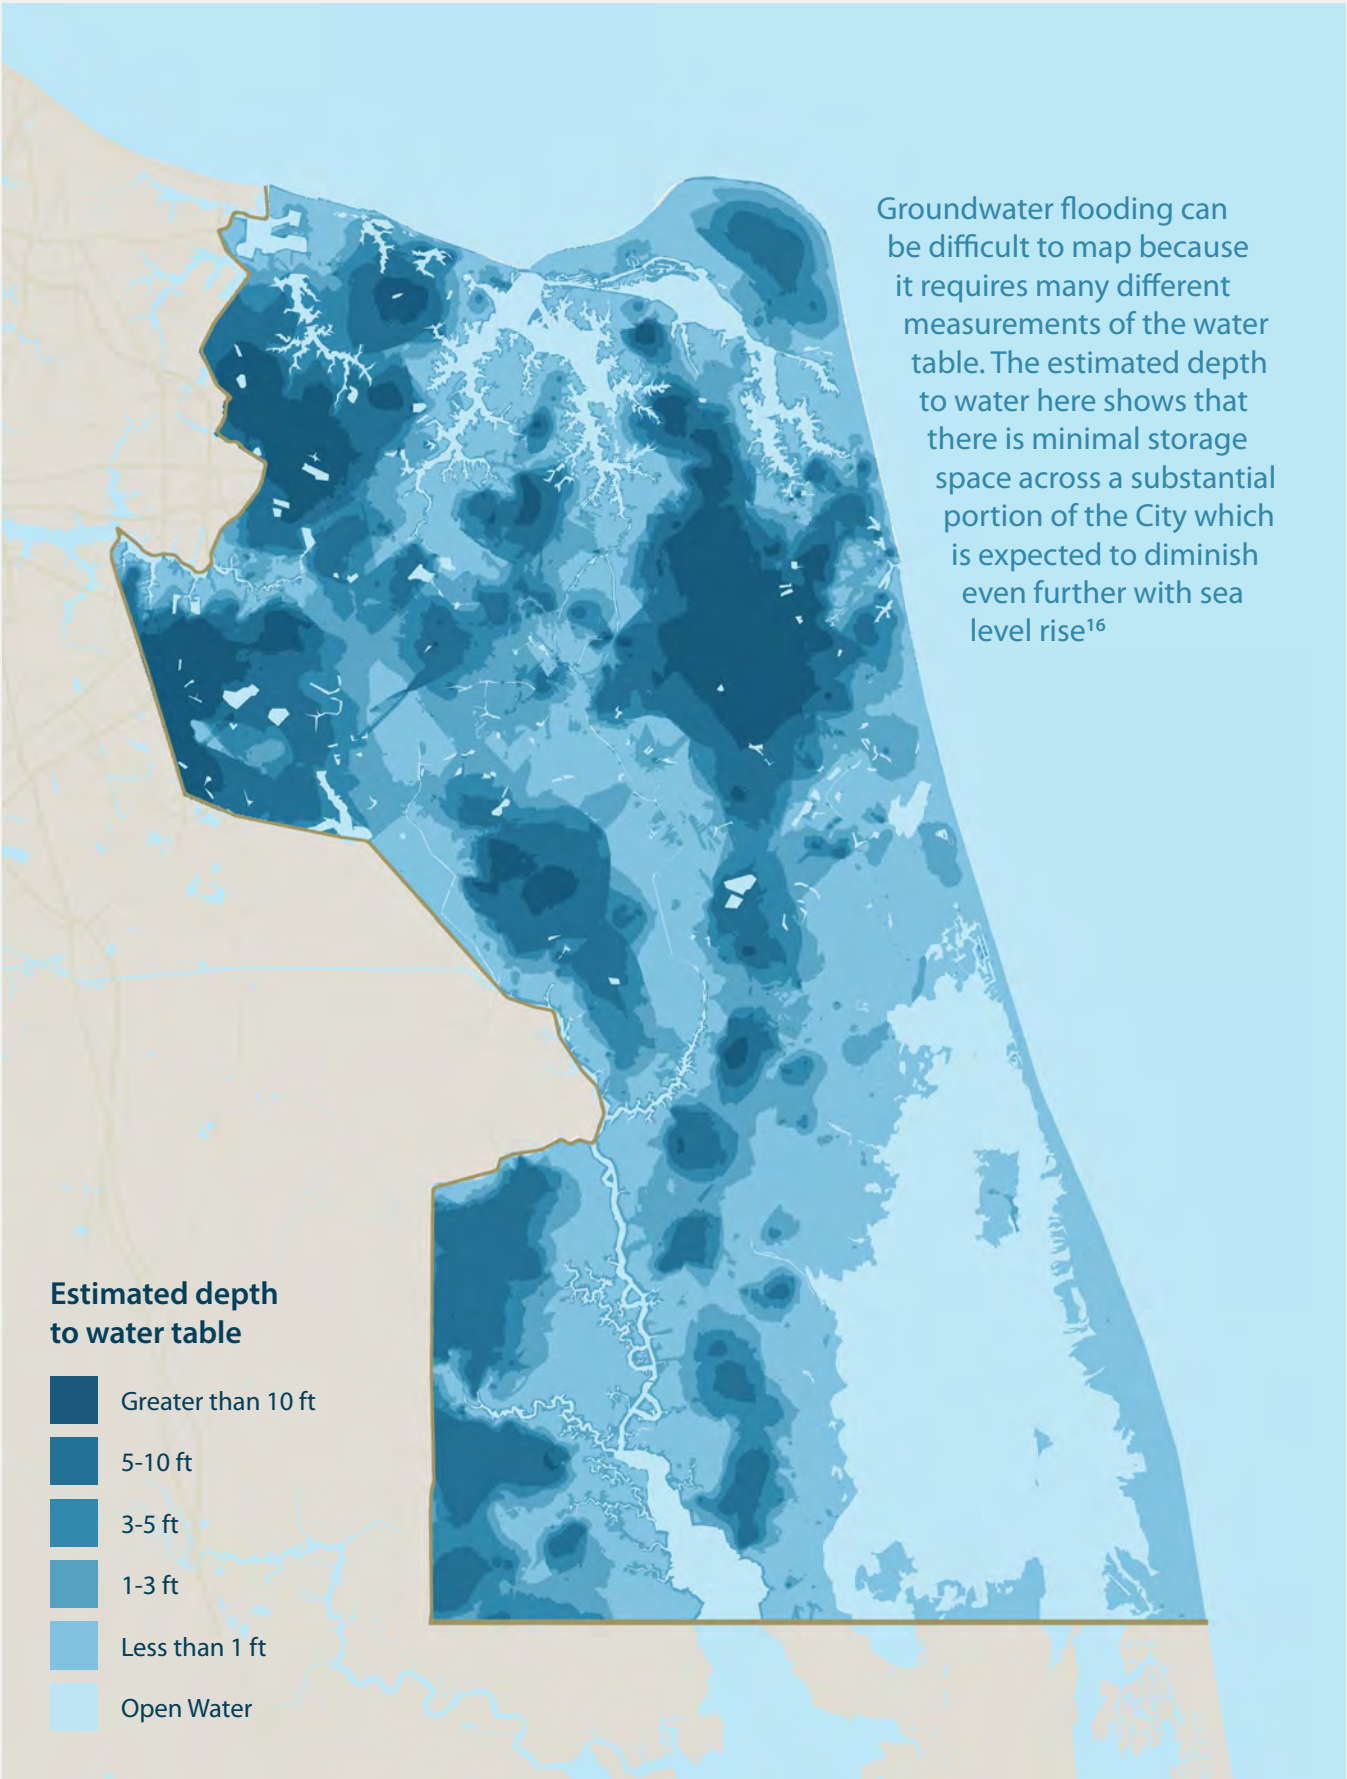 Groundwater flooding can
be difficult to map because
it requires many different
measurements of the water
table. The estimated depth
to water here shows that
there is minimal storage
space across a substantial
portion of the City which
is expected to diminish
even further with sea
level rise¹⁶
Estimated depth
to water table
Greater than 10 ft
5-10 ft
3-5 ft
1-3 ft
Less than 1 ft
Open Water